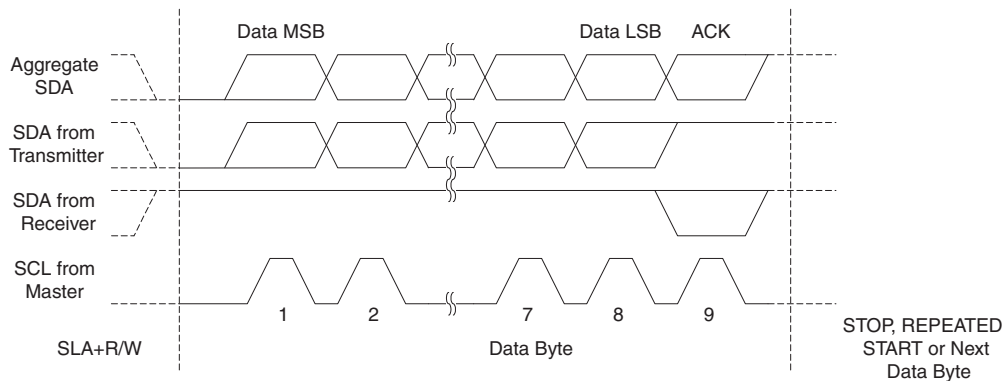 Data MSB
Data LSB
ACK
Aggregate
SDA
SDA from
Transmitter
SDA from
Receiver
SCL from
Master
1
2
7
8
9
SLA+R/W
Data Byte
STOP, REPEATED
START or Next
Data Byte